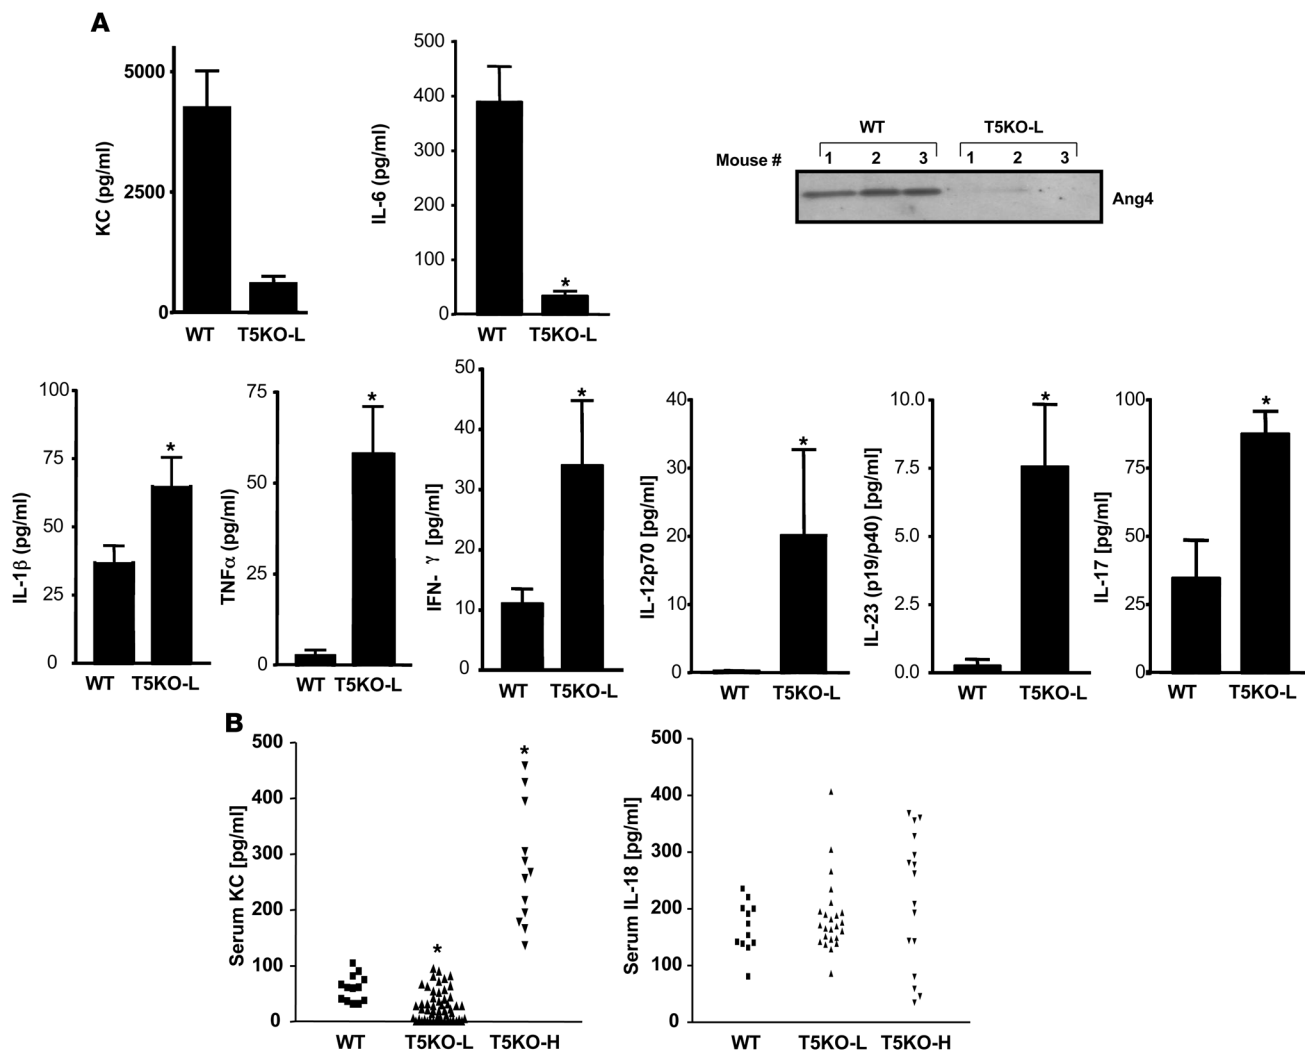 A
KC (pg/ml)
5000
2500
0
WT T5KO-L
IL-6 (pg/ml)
500
400
300
200
100
0
*
WT T5KO-L
WT T5KO-L
Mouse # 1 2 3 1 2 3
Ang4
IL-1β (pg/ml)
100
75
50
25
0
*
WT T5KO-L
TNFα (pg/ml)
75
50
25
0
*
WT T5KO-L
IFN- γ [pg/ml]
50
40
30
20
10
0
*
WT T5KO-L
IL-12p70 [pg/ml]
40
30
20
10
0
*
WT T5KO-L
IL-23 (p19/p40) [pg/ml]
10.0
7.5
5.0
2.5
0.0
*
WT T5KO-L
IL-17 [pg/ml]
100
75
50
25
0
*
WT T5KO-L
B
Serum KC [pg/ml]
500
400
300
200
100
0
*
*
WT T5KO-L T5KO-H
Serum IL-18 [pg/ml]
500
400
300
200
100
0
WT T5KO-L T5KO-H